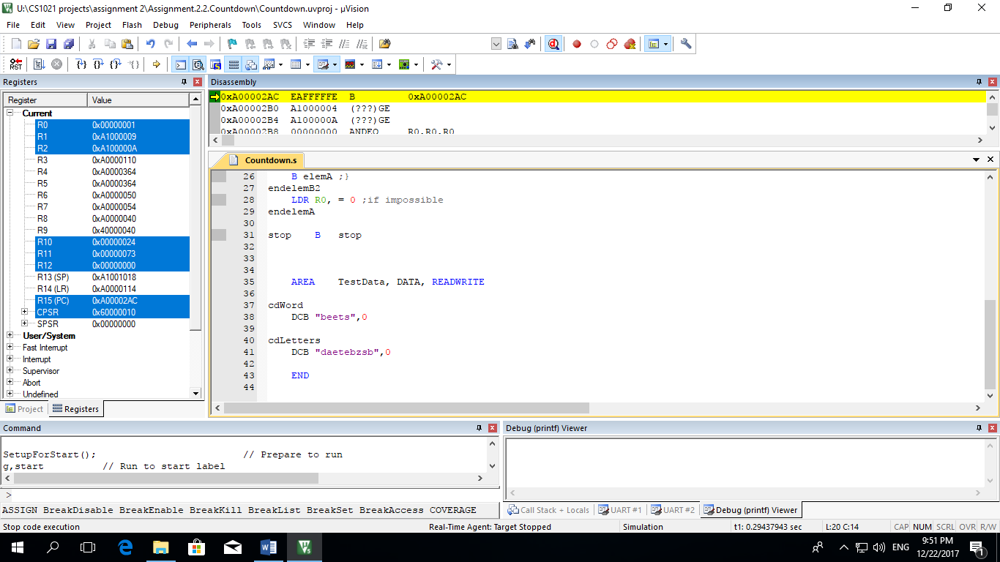 U:\CS1021 projects\assignment 2\Assignment.2.2.Countdown\Countdown.uvproj - µVision
File Edit View Project Flash Debug Peripherals Tools SVCS Window Help
RST
Registers
Register Value
Current
R0 0x00000001
R1 0xA1000009
R2 0xA100000A
R3 0xA0000110
R4 0xA0000364
R5 0xA0000364
R6 0xA0000050
R7 0xA0000054
R8 0xA0000040
R9 0x40000040
R10 0x00000024
R11 0x00000073
R12 0x00000000
R13 (SP) 0xA1001018
R14 (LR) 0xA0000114
R15 (PC) 0xA00002AC
CPSR 0x60000010
SPSR 0x00000000
User/System
Fast Interrupt
Interrupt
Supervisor
Abort
Undefined
Project Registers
Disassembly
0xA00002AC EAFFFFFE B 0xA00002AC
0xA00002B0 A1000004 (???)GE
0xA00002B4 A100000A (???)GE
0xA00002B8 00000000 ANDEQ R0,R0,R0
Countdown.s
26 B elemA ;}
27 endelemB2
28 LDR R0, = 0 ;if impossible
29 endelemA
30
31 stop B stop
32
33
34
35 AREA TestData, DATA, READWRITE
36
37 cdWord
38 DCB "beets",0
39
40 cdLetters
41 DCB "daetebzsb",0
42
43 END
44
Command
SetupForStart(); // Prepare to run
g,start // Run to start label
>
ASSIGN BreakDisable BreakEnable BreakKill BreakList BreakSet BreakAccess COVERAGE
Debug (printf) Viewer
Call Stack + Locals UART #1 UART #2 Debug (printf) Viewer
Stop code execution Real-Time Agent: Target Stopped Simulation t1: 0.29437943 sec L:20 C:14 CAP NUM SCRL OVR R/W
ENG
9:51 PM
12/22/2017
1